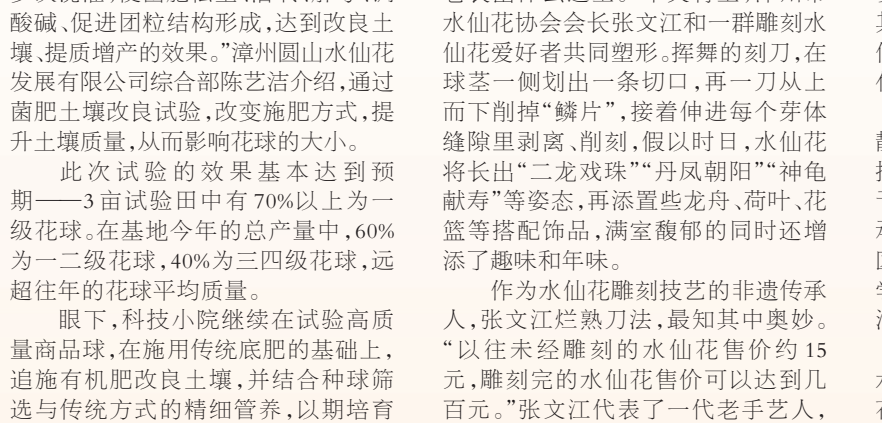 酸碱、促进团粒结构形成,达到改良土
壤、提质增产的效果。”漳州圆山水仙花
发展有限公司综合部陈艺洁介绍,通过
菌肥土壤改良试验,改变施肥方式,提
升土壤质量,从而影响花球的大小。
此次试验的效果基本达到预
期——3亩试验田中有70%以上为一
级花球。在基地今年的总产量中,60%
为一二级花球,40%为三四级花球,远
超往年的花球平均质量。
眼下,科技小院继续在试验高质
量商品球,在施用传统底肥的基础上,
追施有机肥改良土壤,并结合种球筛
选与传统方式的精细管养,以期培育
水仙花协会会长张文江和一群雕刻水
仙花爱好者共同塑形。挥舞的刻刀,在
球茎一侧划出一条切口,再一刀从上
而下削掉“鳞片”,接着伸进每个芽体
缝隙里剥离、削刻,假以时日,水仙花
将长出“二龙戏珠”“丹凤朝阳”“神龟
献寿”等姿态,再添置些龙舟、荷叶、花
篮等搭配饰品,满室馥郁的同时还增
添了趣味和年味。
作为水仙花雕刻技艺的非遗传承
人,张文江烂熟刀法,最知其中奥妙。
“以往未经雕刻的水仙花售价约15
元,雕刻完的水仙花售价可以达到几
百元。”张文江代表了一代老手艺人,